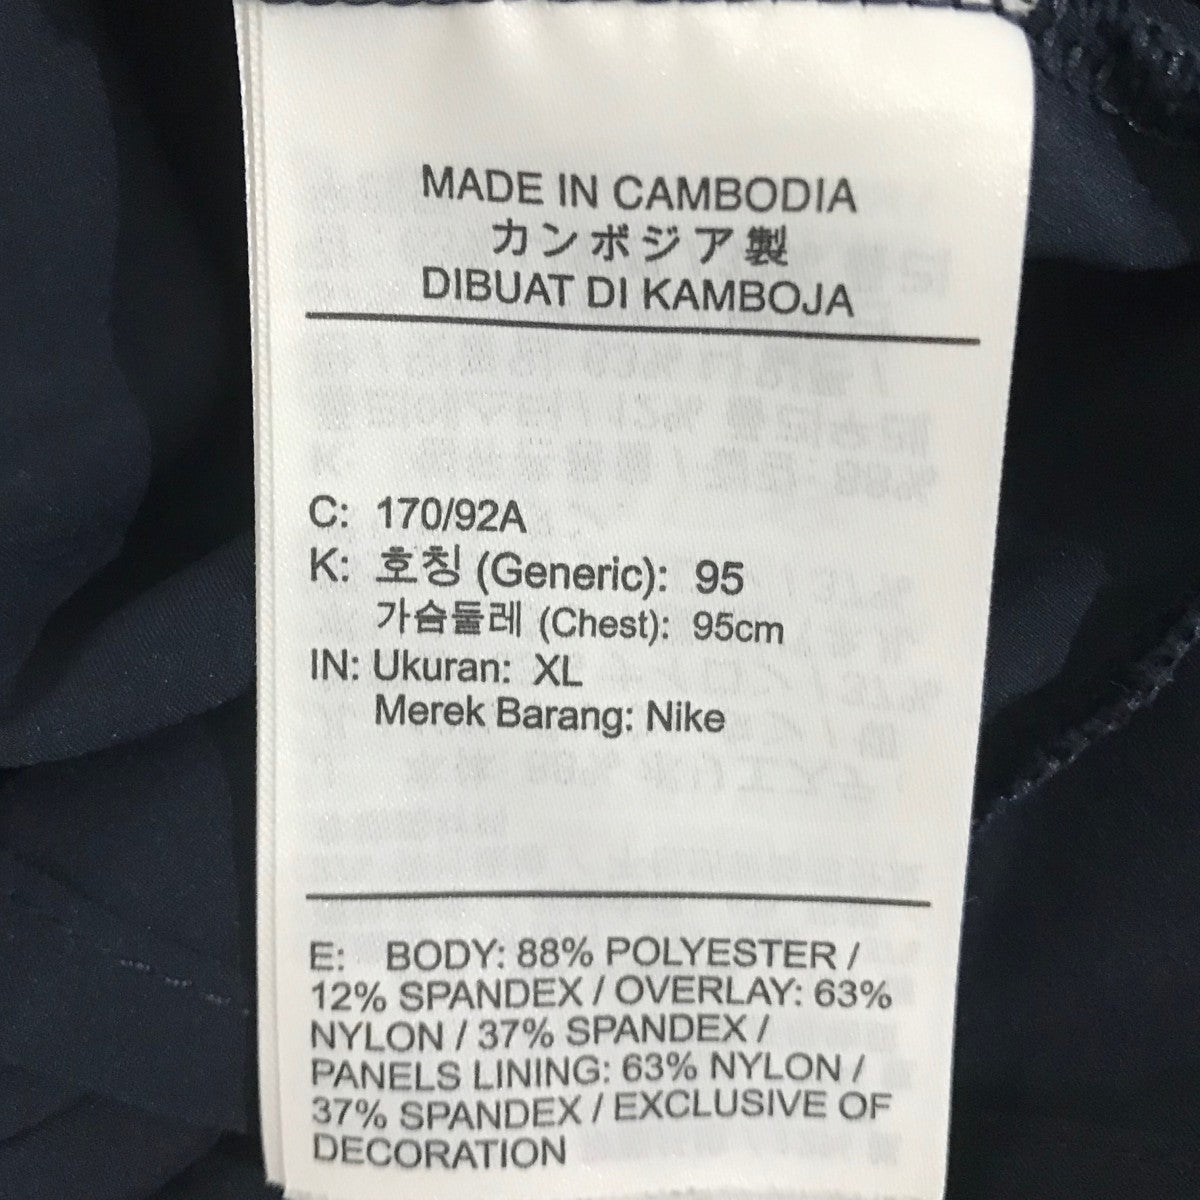 MADE IN CAMBODIA
カンボジア製
DIBUAT DI KAMBOJA
C: 170/92A
K: 호칭 (Generic): 95
가슴둘레 (Chest): 95cm
IN: Ukuran: XL
Merek Barang: Nike
E: BODY: 88% POLYESTER /
12% SPANDEX / OVERLAY: 63%
NYLON / 37% SPANDEX /
PANELS LINING: 63% NYLON /
37% SPANDEX / EXCLUSIVE OF
DECORATION